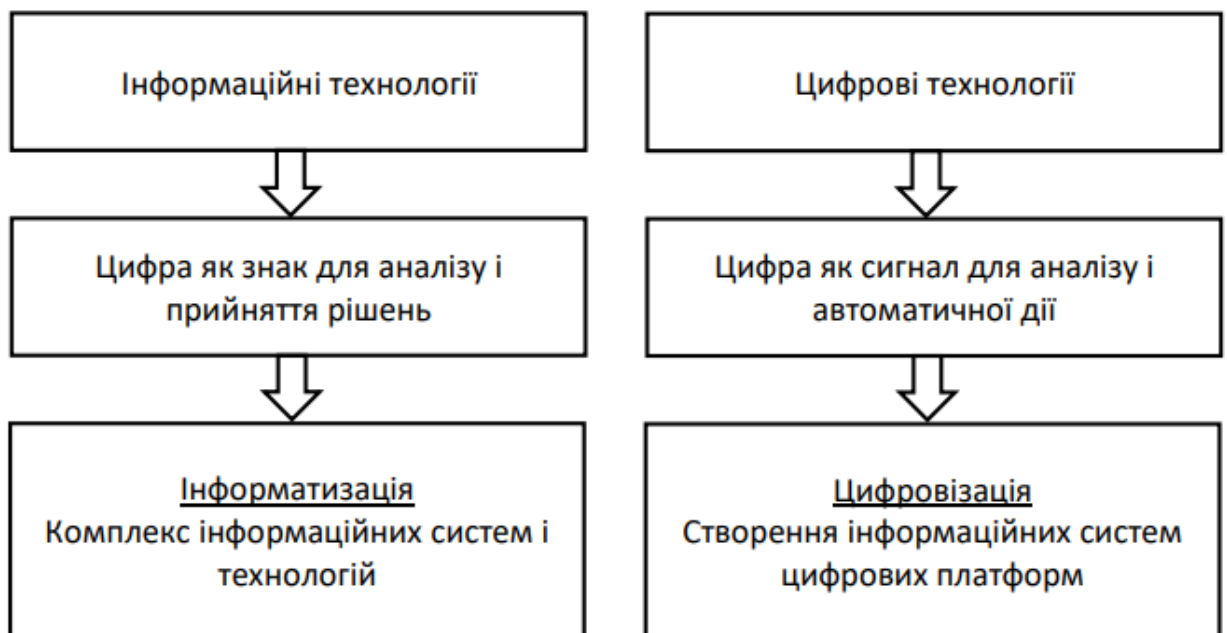 Інформаційні технології
Цифрові технології
Цифра як знак для аналізу і
прийняття рішень
Цифра як сигнал для аналізу і
автоматичної дії
Інформатизація
Комплекс інформаційних систем і
технологій
Цифровізація
Створення інформаційних систем
цифрових платформ